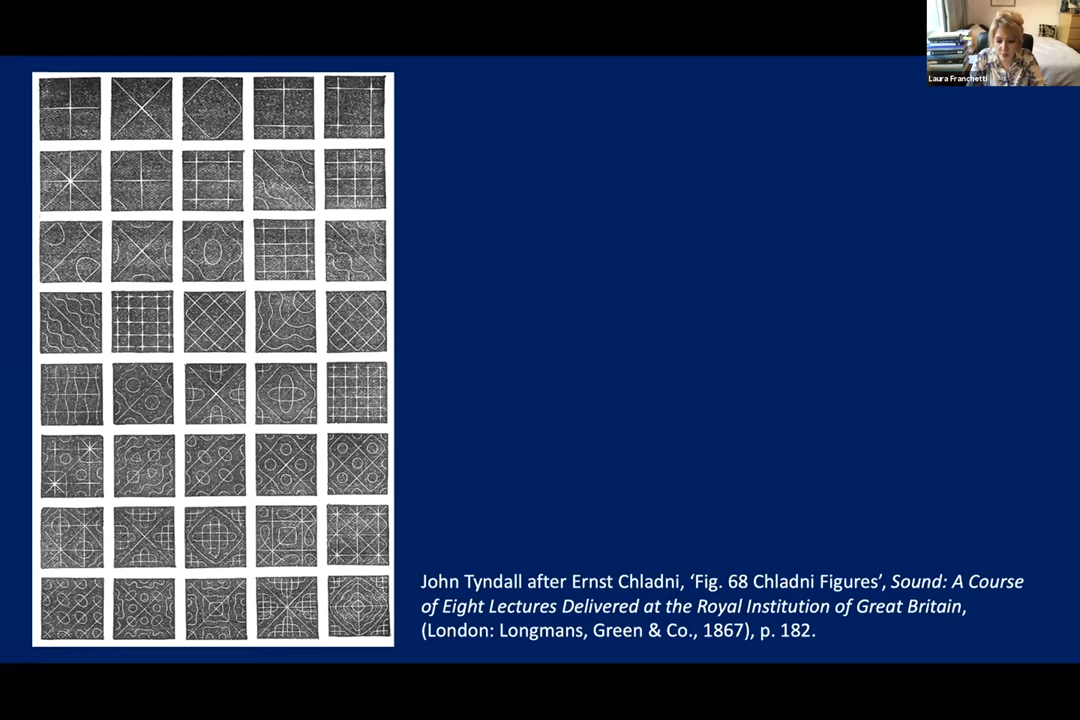 Laura Franchetti
John Tyndall after Ernst Chladni, ‘Fig. 68 Chladni Figures’, Sound: A Course
of Eight Lectures Delivered at the Royal Institution of Great Britain,
(London: Longmans, Green & Co., 1867), p. 182.